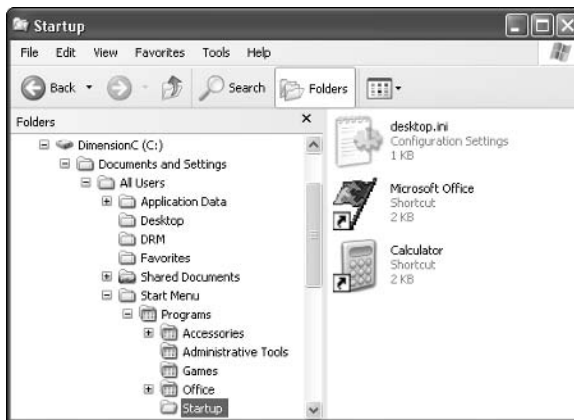 Startup
File Edit View Favorites Tools Help
Back Search Folders
Folders
DimensionC (C:)
Documents and Settings
All Users
Application Data
Desktop
DRM
Favorites
Shared Documents
Start Menu
Programs
Accessories
Administrative Tools
Games
Office
Startup
desktop.ini
Configuration Settings
1 KB
Microsoft Office
Shortcut
2 KB
Calculator
Shortcut
2 KB